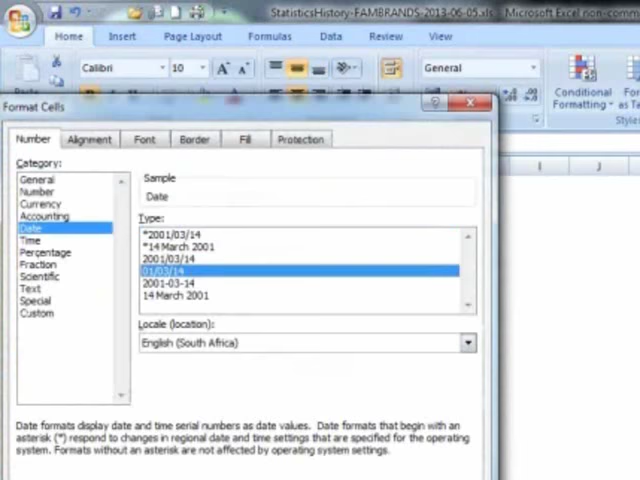 StatisticsHistory-FAMBRANDS-2013-06-05.xls - Microsoft Excel non-comm
Home Insert Page Layout Formulas Data Review View
Calibri 10 General
Conditional Formatting
Styles
Format Cells
Number Alignment Font Border Fill Protection
Category:
General
Number
Currency
Accounting
Date
Time
Percentage
Fraction
Scientific
Text
Special
Custom
Sample
Date
Type:
*2001/03/14
*14 March 2001
2001/03/14
01/03/14
2001-03-14
14 March 2001
Locale (location):
English (South Africa)
Date formats display date and time serial numbers as date values. Date formats that begin with an
asterisk (*) respond to changes in regional date and time settings that are specified for the operating
system. Formats without an asterisk are not affected by operating system settings.
I J